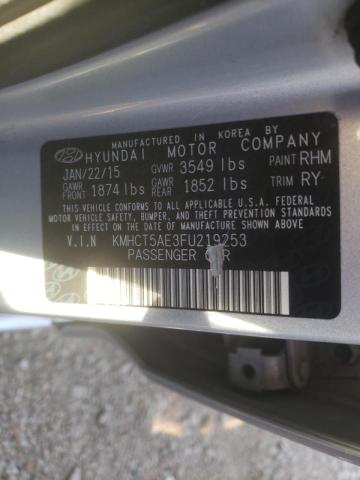 MANUFACTURED IN KOREA BY
HYUNDAI MOTOR COMPANY
JAN/22/15 GVWR 3549 lbs PAINT RHM
GAWR FRONT 1874 lbs GAWR REAR 1852 lbs TRIM RY
THIS VEHICLE CONFORMS TO ALL APPLICABLE FEDERAL
MOTOR VEHICLE SAFETY, BUMPER, AND THEFT PREVENTION STANDARDS
IN EFFECT ON THE DATE OF MANUFACTURE SHOWN ABOVE.
V.I.N KMHCT5AE3FU219253
PASSENGER CAR